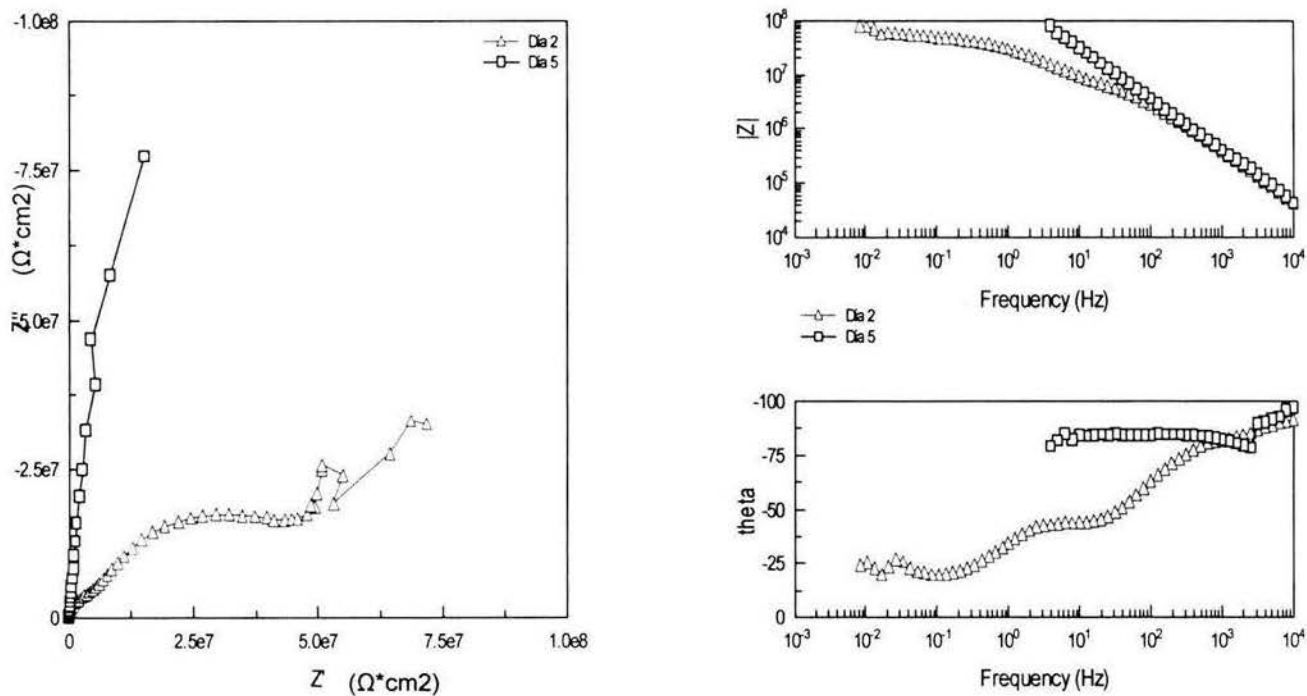 -1.0e8
Día 2
Día 5
-7.5e7
(Ω*cm2)
Z''
-5.0e7
-2.5e7
0
0
2.5e7
5.0e7
7.5e7
1.0e8
Z' (Ω*cm2)
10^8
10^7
|Z|
10^6
10^5
10^4
10^-3 10^-2 10^-1 10^0 10^1 10^2 10^3 10^4
Frequency (Hz)
Día 2
Día 5
-100
-75
theta
-50
-25
0
10^-3 10^-2 10^-1 10^0 10^1 10^2 10^3 10^4
Frequency (Hz)